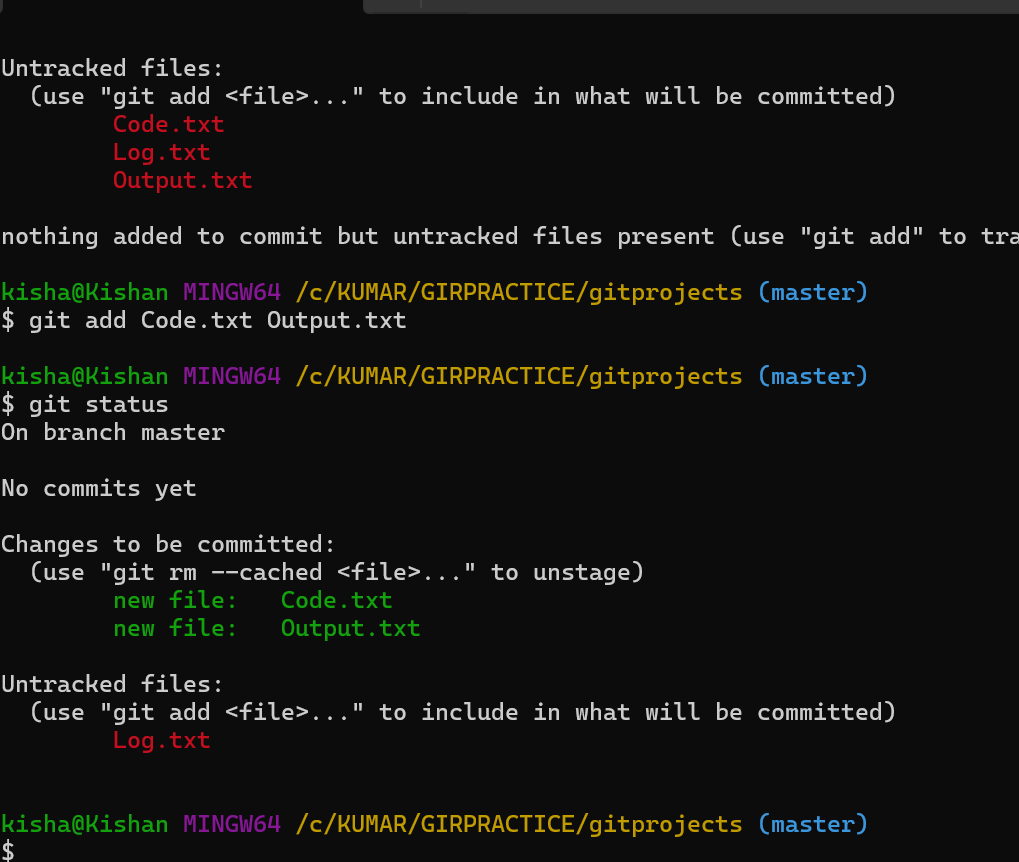 Untracked files:
  (use "git add <file>..." to include in what will be committed)
        Code.txt
        Log.txt
        Output.txt
nothing added to commit but untracked files present (use "git add" to
kisha@Kishan MINGW64 /c/KUMAR/GIRPRACTICE/gitprojects (master)
$ git add Code.txt Output.txt
kisha@Kishan MINGW64 /c/KUMAR/GIRPRACTICE/gitprojects (master)
$ git status
On branch master
No commits yet
Changes to be committed:
  (use "git rm --cached <file>..." to unstage)
        new file:   Code.txt
        new file:   Output.txt
Untracked files:
  (use "git add <file>..." to include in what will be committed)
        Log.txt
kisha@Kishan MINGW64 /c/KUMAR/GIRPRACTICE/gitprojects (master)
$